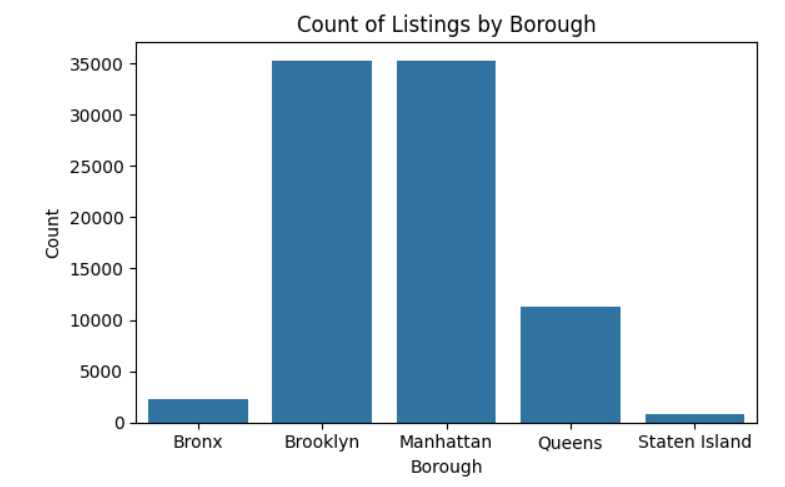 Count of Listings by Borough
35000
30000
25000
20000
15000
10000
5000
0
Count
Bronx Brooklyn Manhattan Queens Staten Island
Borough